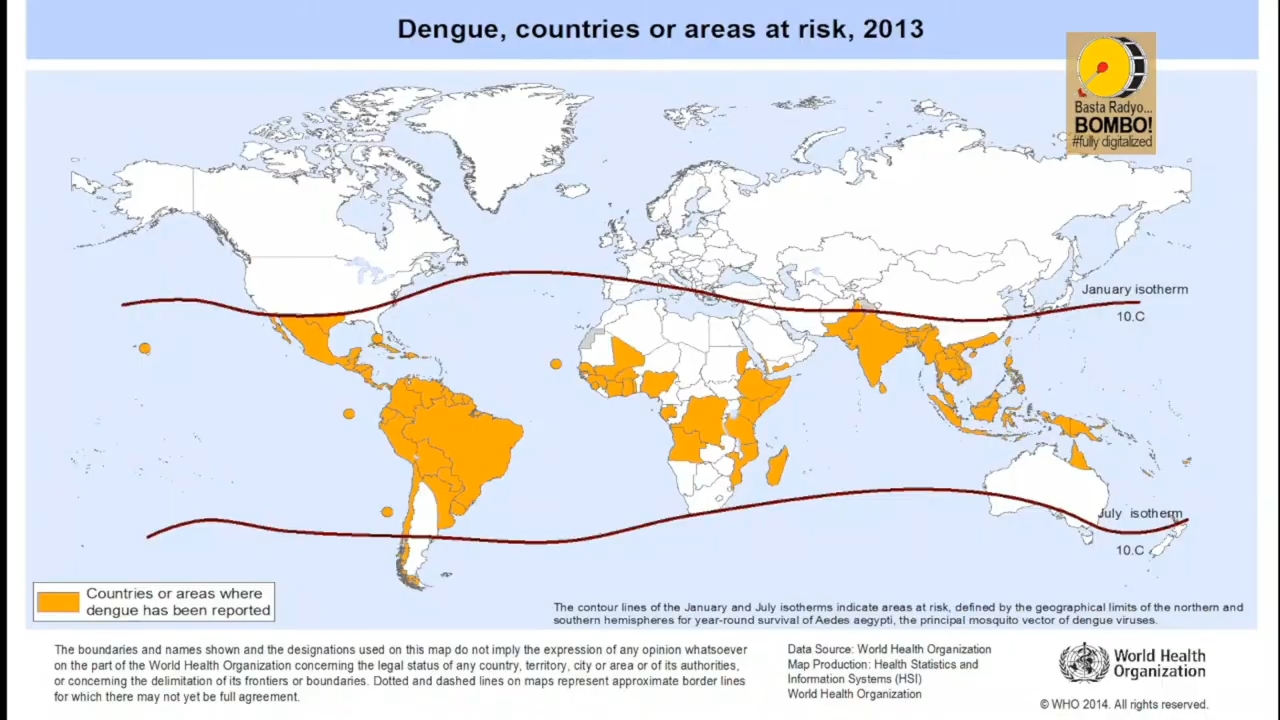 Dengue, countries or areas at risk, 2013
Basta Radyo...
BOMBO!
#fully digitalized
January isotherm
10.C
July isotherm
10.C
Countries or areas where
dengue has been reported
The contour lines of the January and July isotherms indicate areas at risk, defined by the geographical limits of the northern and
southern hemispheres for year-round survival of Aedes aegypti, the principal mosquito vector of dengue viruses.
The boundaries and names shown and the designations used on this map do not imply the expression of any opinion whatsoever
on the part of the World Health Organization concerning the legal status of any country, territory, city or area or of its authorities,
or concerning the delimitation of its frontiers or boundaries. Dotted and dashed lines on maps represent approximate border lines
for which there may not yet be full agreement.
Data Source: World Health Organization
Map Production: Health Statistics and
Information Systems (HSI)
World Health Organization
World Health
Organization
© WHO 2014. All rights reserved.